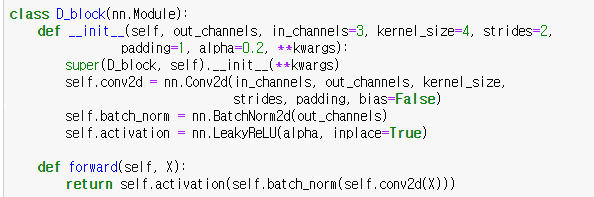 class D_block(nn.Module):
    def __init__(self, out_channels, in_channels=3, kernel_size=4, strides=2,
                padding=1, alpha=0.2, **kwargs):
        super(D_block, self).__init__(**kwargs)
        self.conv2d = nn.Conv2d(in_channels, out_channels, kernel_size,
                                strides, padding, bias=False)
        self.batch_norm = nn.BatchNorm2d(out_channels)
        self.activation = nn.LeakyReLU(alpha, inplace=True)

    def forward(self, X):
        return self.activation(self.batch_norm(self.conv2d(X)))